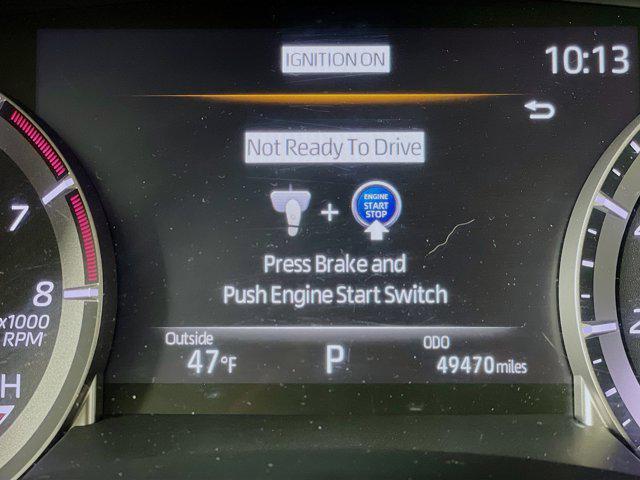 IGNITION ON
10:13
Not Ready To Drive
ENGINE
START
STOP
+
Press Brake and
Push Engine Start Switch
Outside
47°F
P
ODO
49470 miles
7
8
x1000
RPM
H
2